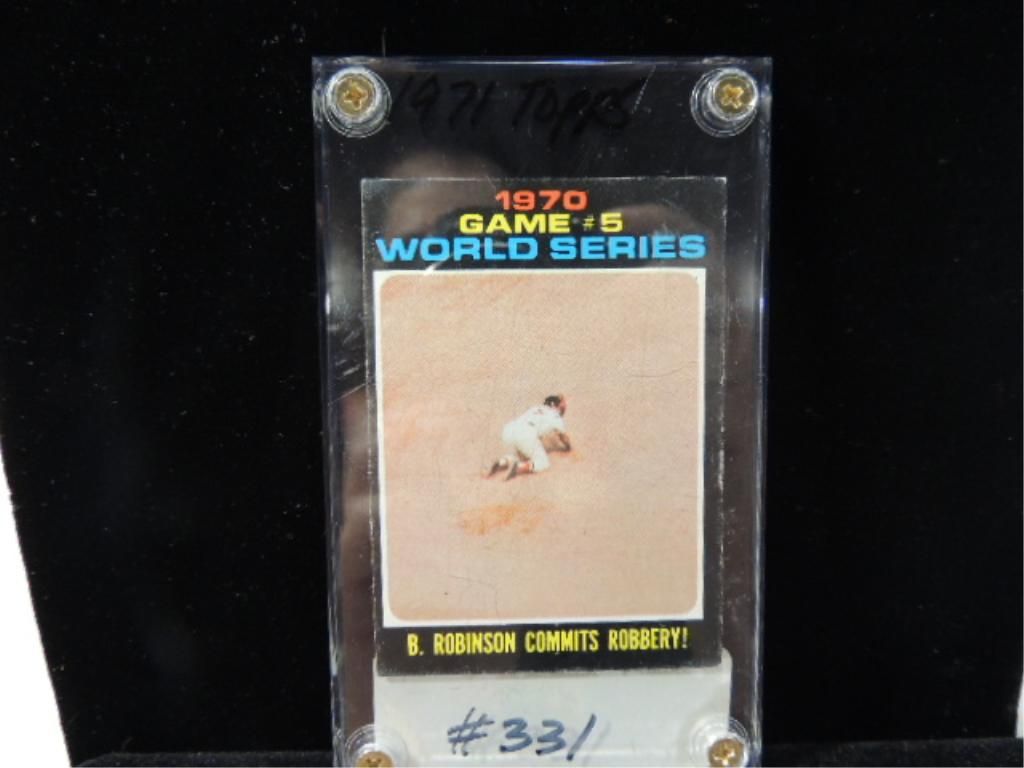 1971 TOPPS
1970
GAME #5
WORLD SERIES
B. ROBINSON COMMITS ROBBERY!
#331